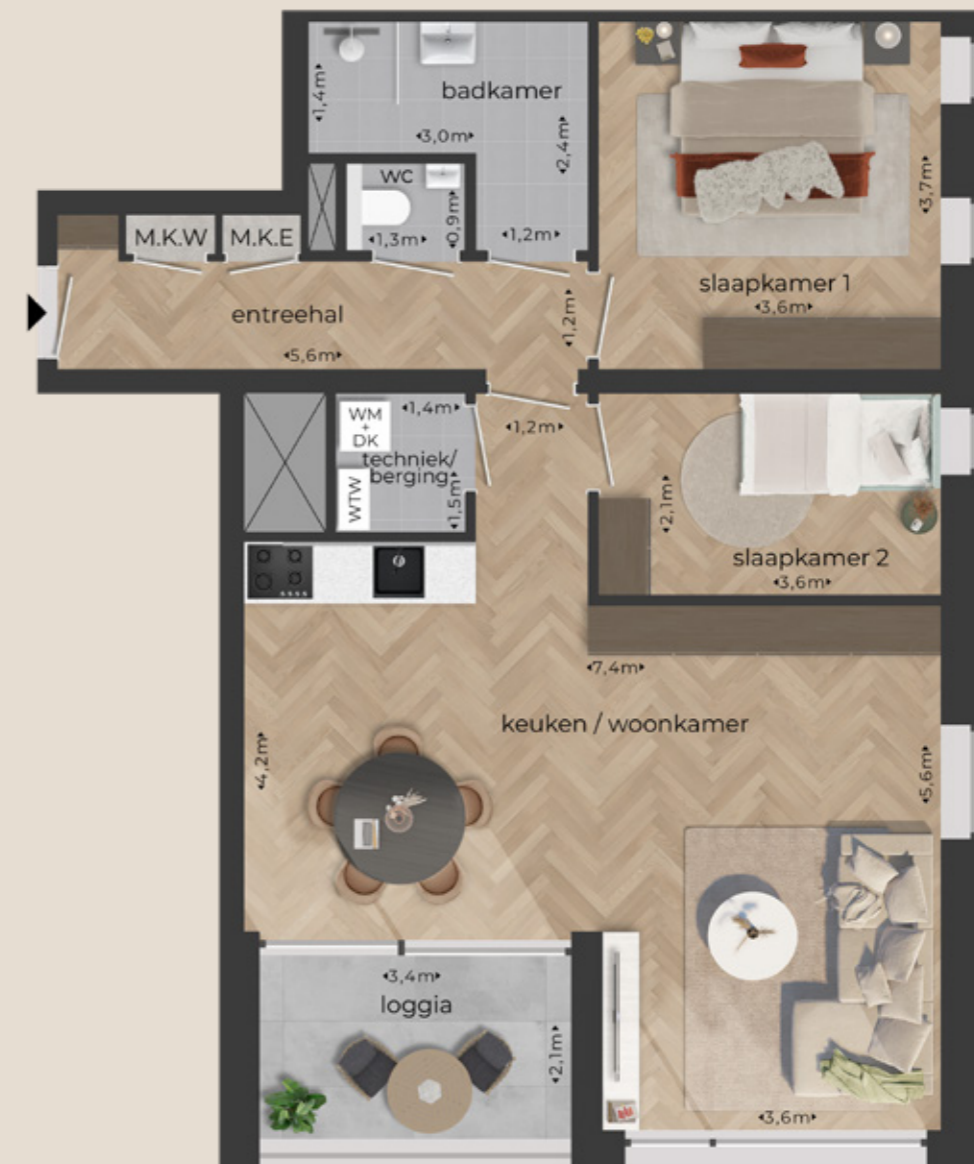 badkamer
1,4m
3,0m
2,4m
wc
0,9m
1,3m
1,2m
3,7m
slaapkamer 1
3,6m
M.K.W
M.K.E
entreehal
5,6m
1,2m
WM
+
DK
1,4m
techniek/
berging
WTW
1,5m
1,2m
2,1m
slaapkamer 2
3,6m
7,4m
keuken / woonkamer
4,2m
5,6m
3,4m
loggia
2,1m
3,6m